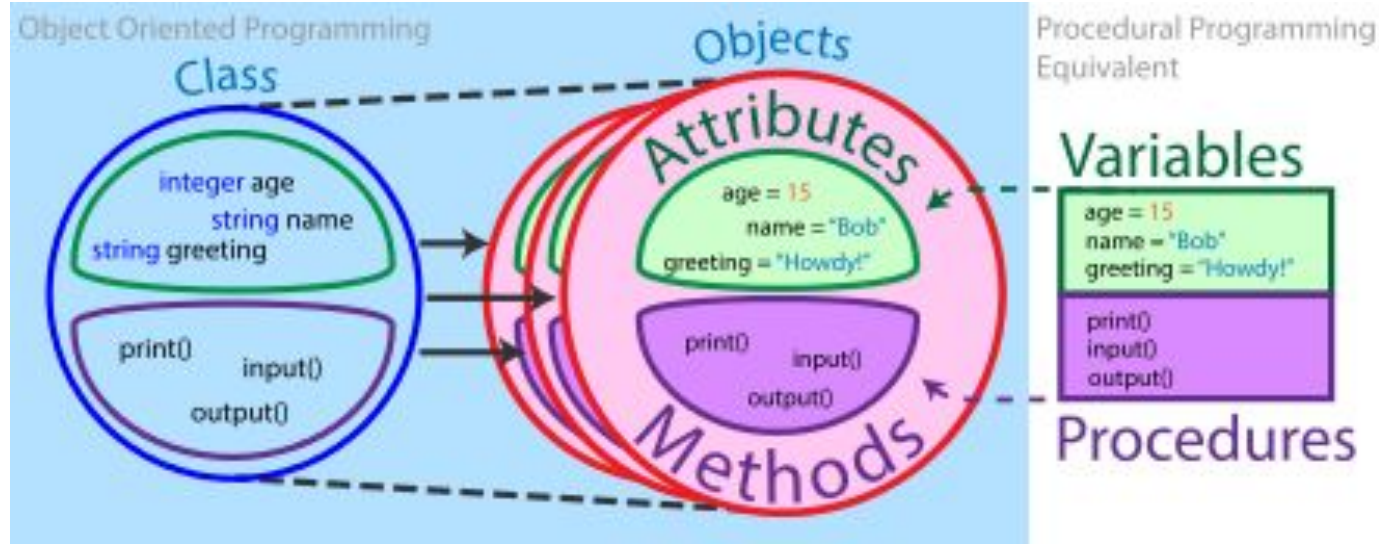 Object Oriented Programming
Class
integer age
string name
string greeting
print()
input()
output()
Objects
Attributes
age = 15
name = "Bob"
greeting = "Howdy!"
print()
input()
output()
Methods
Procedural Programming
Equivalent
Variables
age = 15
name = "Bob"
greeting = "Howdy!"
print()
input()
output()
Procedures